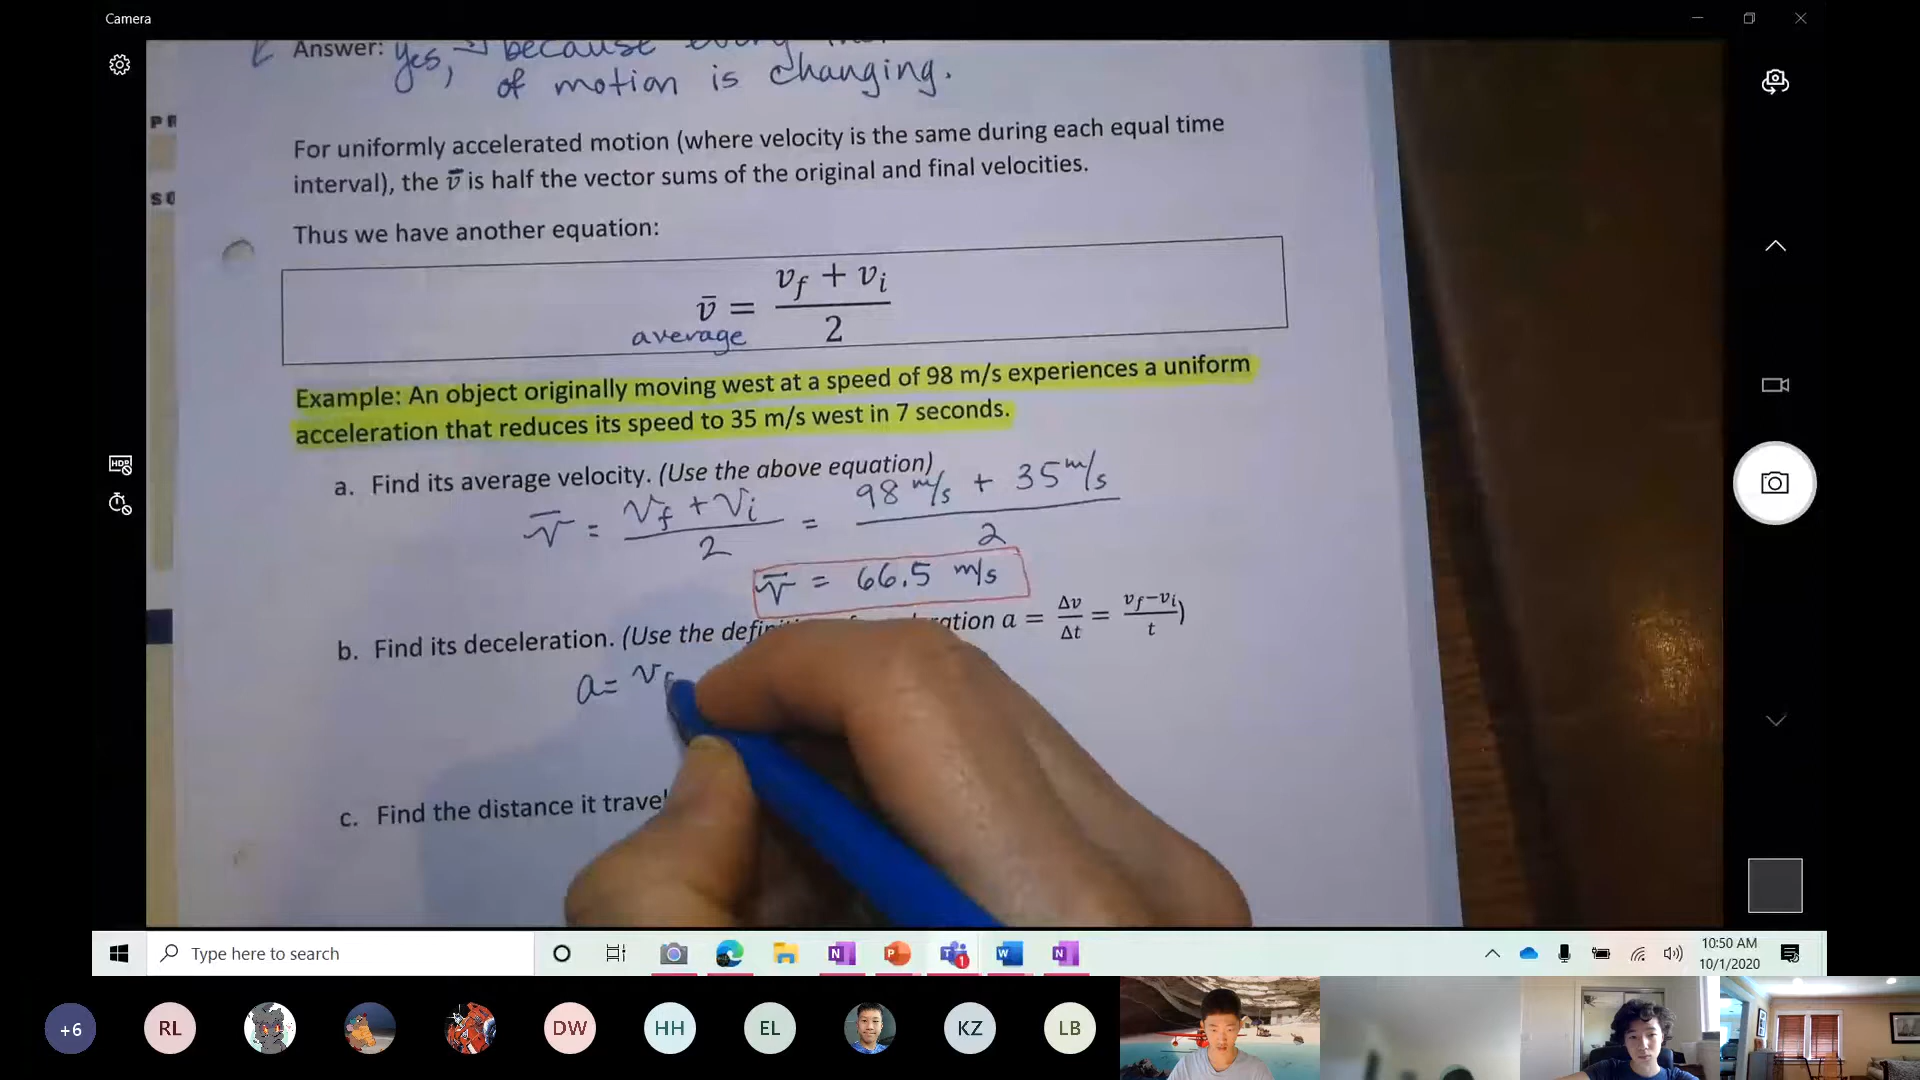 Camera
Answer: yes, → because every
of motion is changing.
PR
SO
For uniformly accelerated motion (where velocity is the same during each equal time
interval), the v̄ is half the vector sums of the original and final velocities.
Thus we have another equation:
v̄ = (v_f + v_i) / 2
average
Example: An object originally moving west at a speed of 98 m/s experiences a uniform
acceleration that reduces its speed to 35 m/s west in 7 seconds.
a. Find its average velocity. (Use the above equation)
v̄ = (v_f + v_i) / 2 = (98 m/s + 35 m/s) / 2
v̄ = 66.5 m/s
b. Find its deceleration. (Use the a = Δv/Δt = (v_f − v_i)/t)
a = v
c. Find the distance it
HDR
Type here to search
10:50 AM
10/1/2020
+6 RL DW HH EL KZ LB